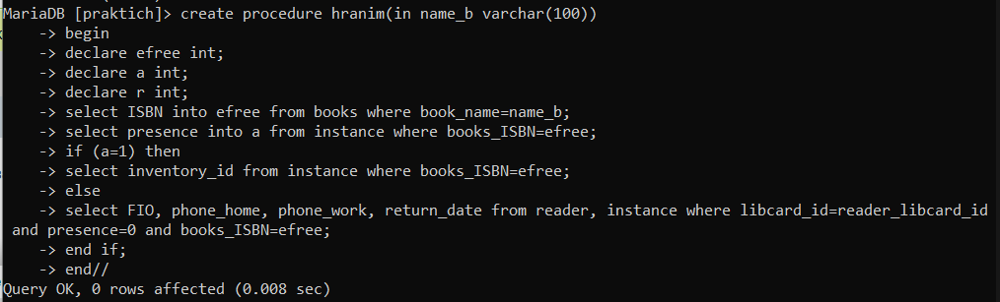 MariaDB [praktich]> create procedure hranim(in name_b varchar(100))
    -> begin
    -> declare efree int;
    -> declare a int;
    -> declare r int;
    -> select ISBN into efree from books where book_name=name_b;
    -> select presence into a from instance where books_ISBN=efree;
    -> if (a=1) then
    -> select inventory_id from instance where books_ISBN=efree;
    -> else
    -> select FIO, phone_home, phone_work, return_date from reader, instance where libcard_id=reader_libcard_id
 and presence=0 and books_ISBN=efree;
    -> end if;
    -> end//
Query OK, 0 rows affected (0.008 sec)